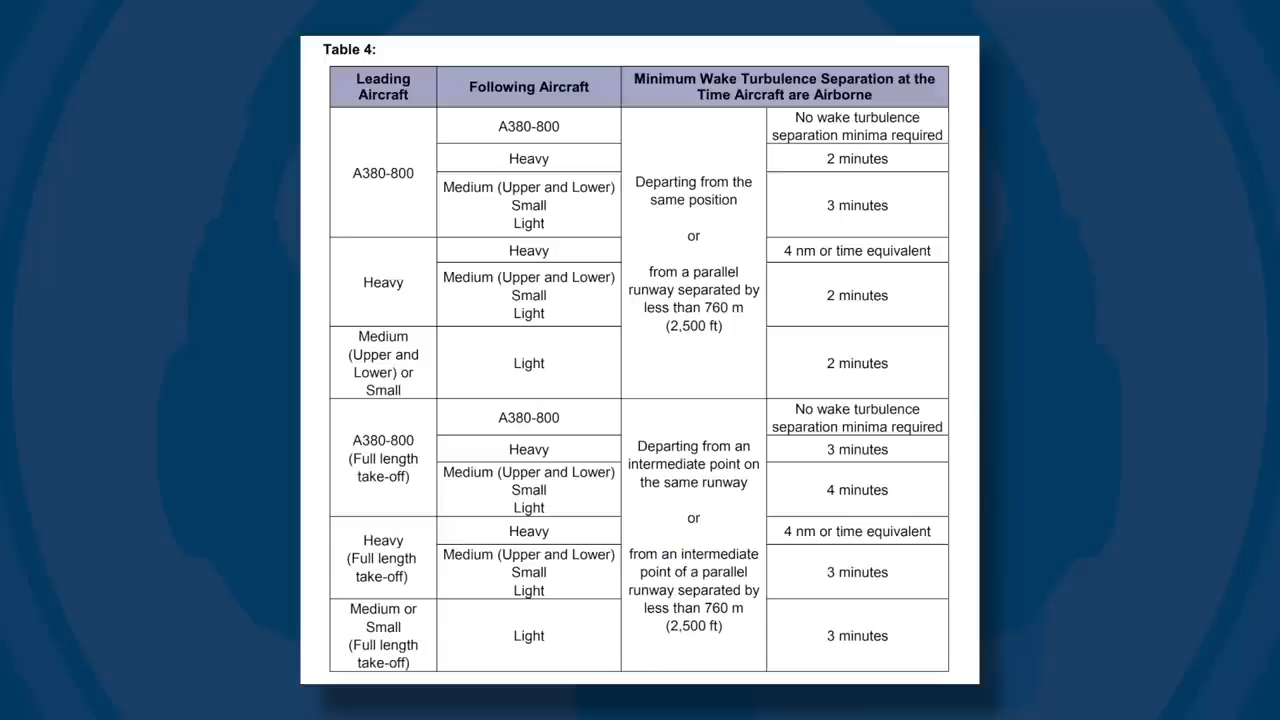 Table 4:
Leading
Aircraft
Following Aircraft
Minimum Wake Turbulence Separation at the
Time Aircraft are Airborne
A380-800
A380-800
No wake turbulence
separation minima required
Heavy
2 minutes
Medium (Upper and Lower)
Small
Light
3 minutes
Departing from the
same position
or
from a parallel
runway separated by
less than 760 m
(2,500 ft)
Heavy
Heavy
4 nm or time equivalent
Medium (Upper and Lower)
Small
Light
2 minutes
Medium
(Upper and
Lower) or
Small
Light
2 minutes
A380-800
(Full length
take-off)
A380-800
No wake turbulence
separation minima required
Heavy
3 minutes
Medium (Upper and Lower)
Small
Light
4 minutes
Departing from an
intermediate point on
the same runway
or
from an intermediate
point of a parallel
runway separated by
less than 760 m
(2,500 ft)
Heavy
(Full length
take-off)
Heavy
4 nm or time equivalent
Medium (Upper and Lower)
Small
Light
3 minutes
Medium or
Small
(Full length
take-off)
Light
3 minutes